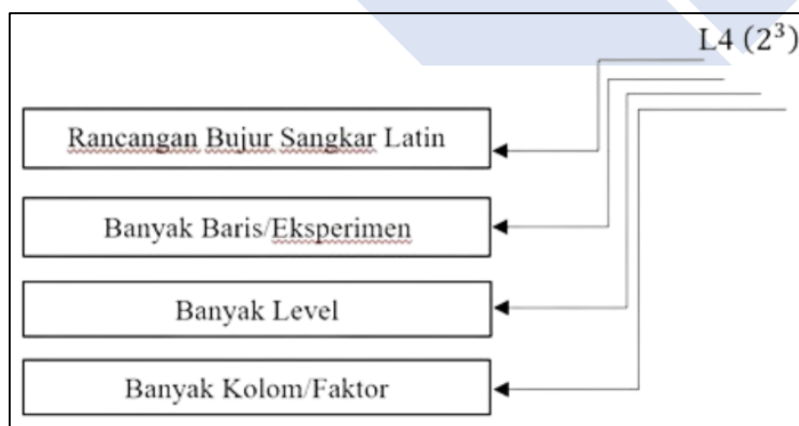 L4 (2³)
Rancangan Bujur Sangkar Latin
Banyak Baris/Eksperimen
Banyak Level
Banyak Kolom/Faktor